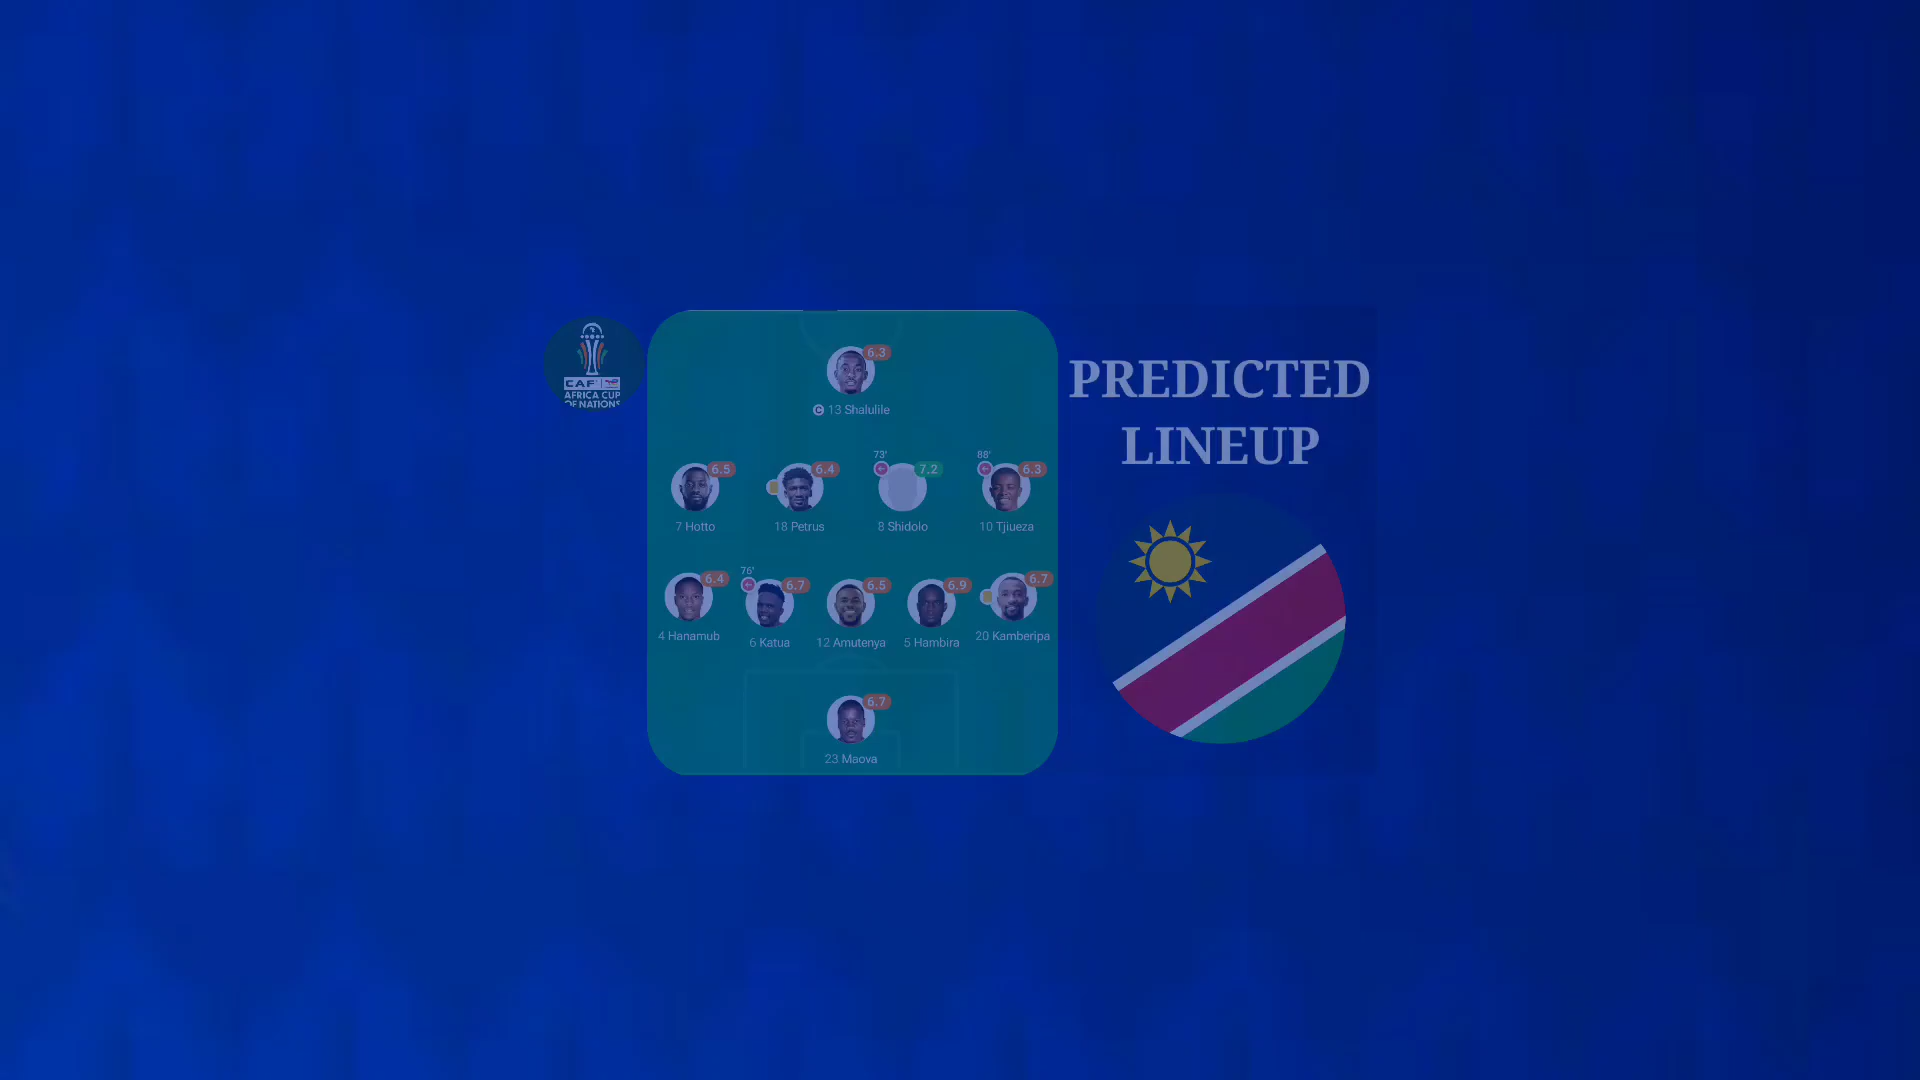 CAF
AFRICA CUP
OF NATIONS
PREDICTED
LINEUP
6.3
C 13 Shalulile
6.5
7 Hotto
6.4
18 Petrus
73'
7.2
8 Shidolo
88'
6.3
10 Tjiueza
6.4
4 Hanamub
76'
6.7
6 Katua
6.5
12 Amutenya
6.9
5 Hambira
6.7
20 Kamberipa
6.7
23 Maova